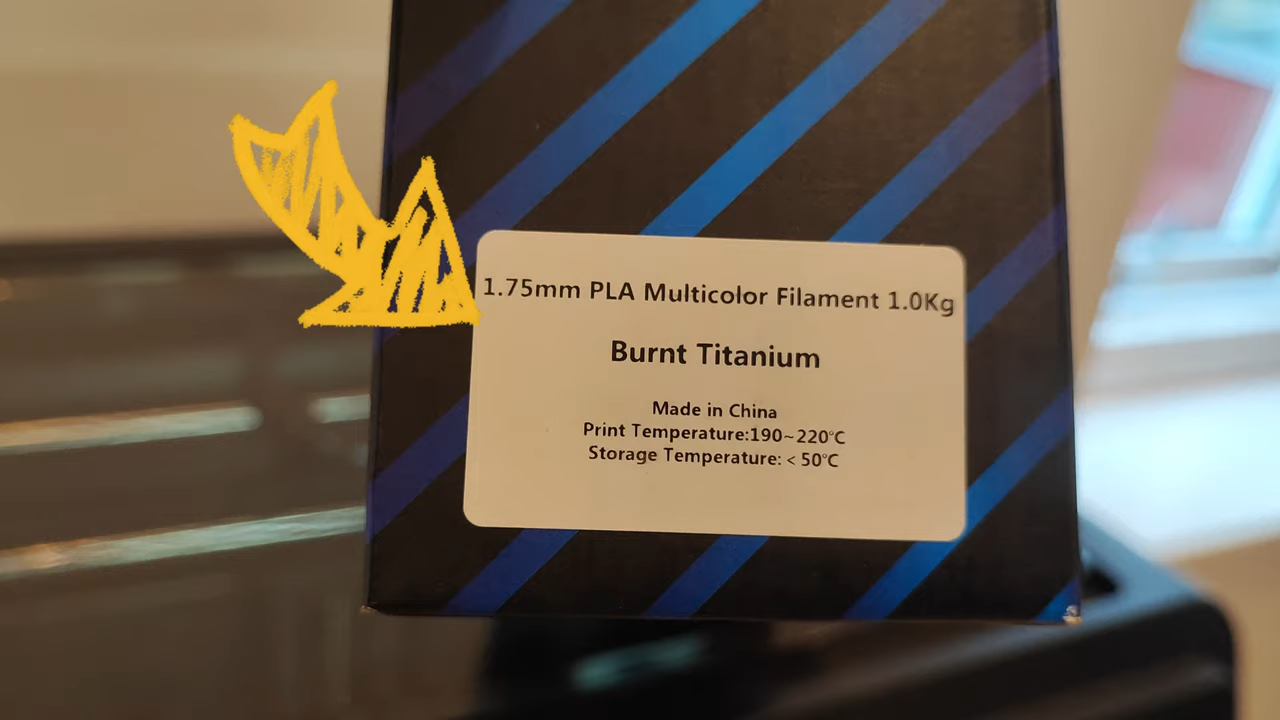 1.75mm PLA Multicolor Filament 1.0Kg
Burnt Titanium
Made in China
Print Temperature:190~220℃
Storage Temperature: < 50℃